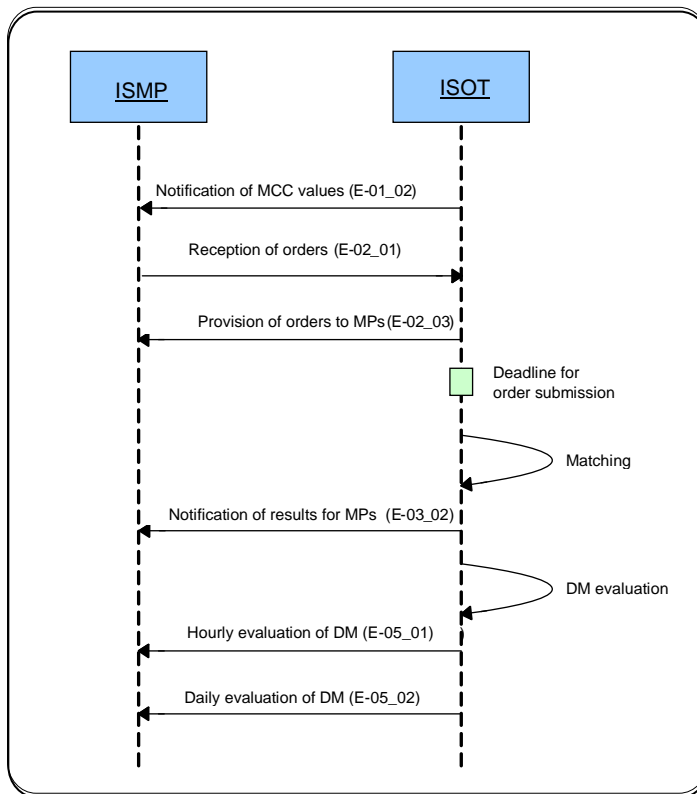 ISMP
ISOT
Notification of MCC values (E-01_02)
Reception of orders (E-02_01)
Provision of orders to MPs(E-02_03)
Deadline for
order submission
Matching
Notification of results for MPs (E-03_02)
DM evaluation
Hourly evaluation of DM (E-05_01) )
Daily evaluation of DM (E-05_02)